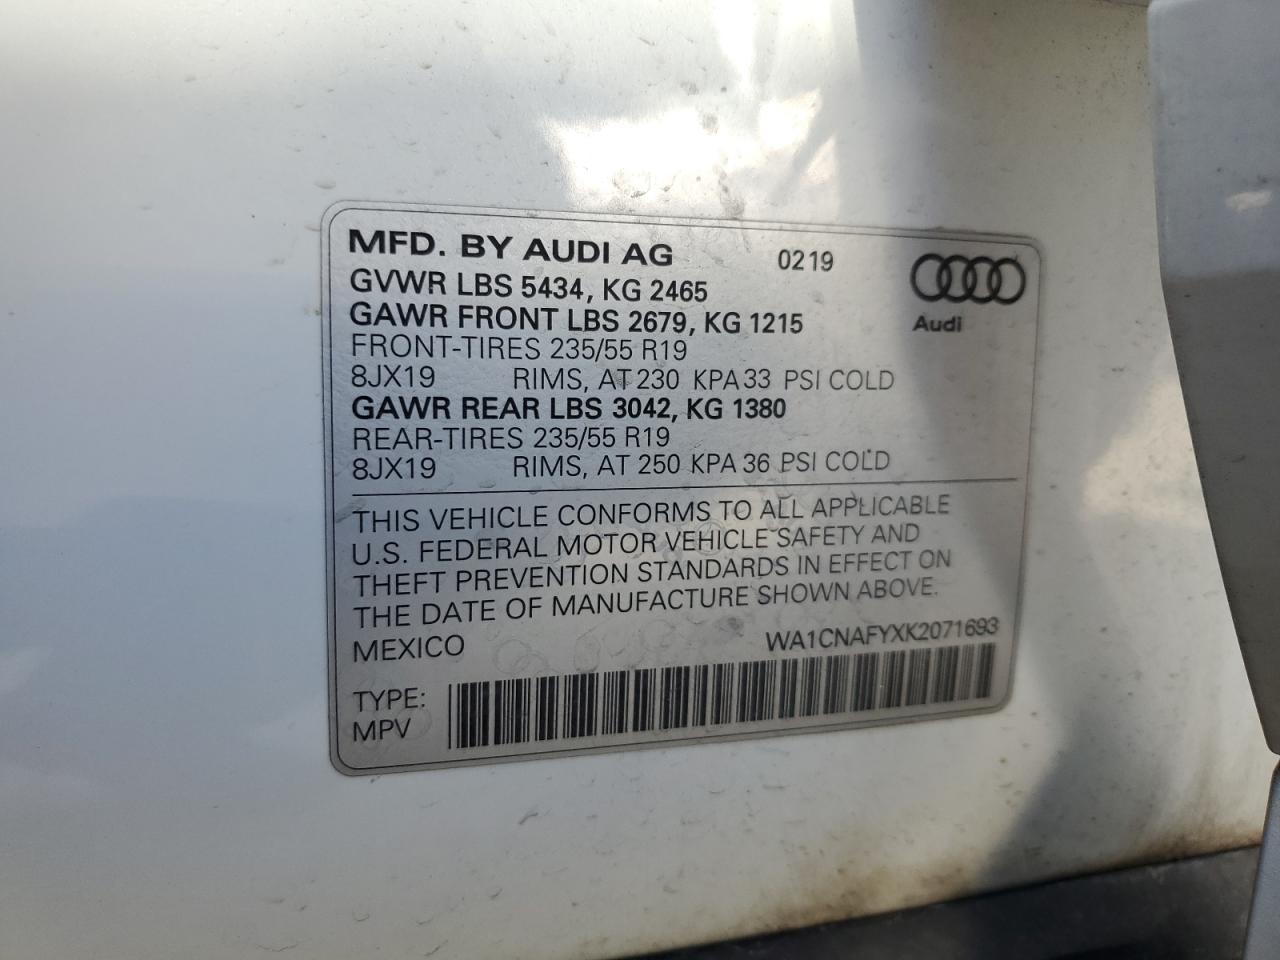 MFD. BY AUDI AG 0219
GVWR LBS 5434, KG 2465
GAWR FRONT LBS 2679, KG 1215 Audi
FRONT-TIRES 235/55 R19
8JX19 RIMS, AT 230 KPA 33 PSI COLD
GAWR REAR LBS 3042, KG 1380
REAR-TIRES 235/55 R19
8JX19 RIMS, AT 250 KPA 36 PSI COLD
THIS VEHICLE CONFORMS TO ALL APPLICABLE
U.S. FEDERAL MOTOR VEHICLE SAFETY AND
THEFT PREVENTION STANDARDS IN EFFECT ON
THE DATE OF MANUFACTURE SHOWN ABOVE.
MEXICO WA1CNAFYXK2071693
TYPE:
MPV